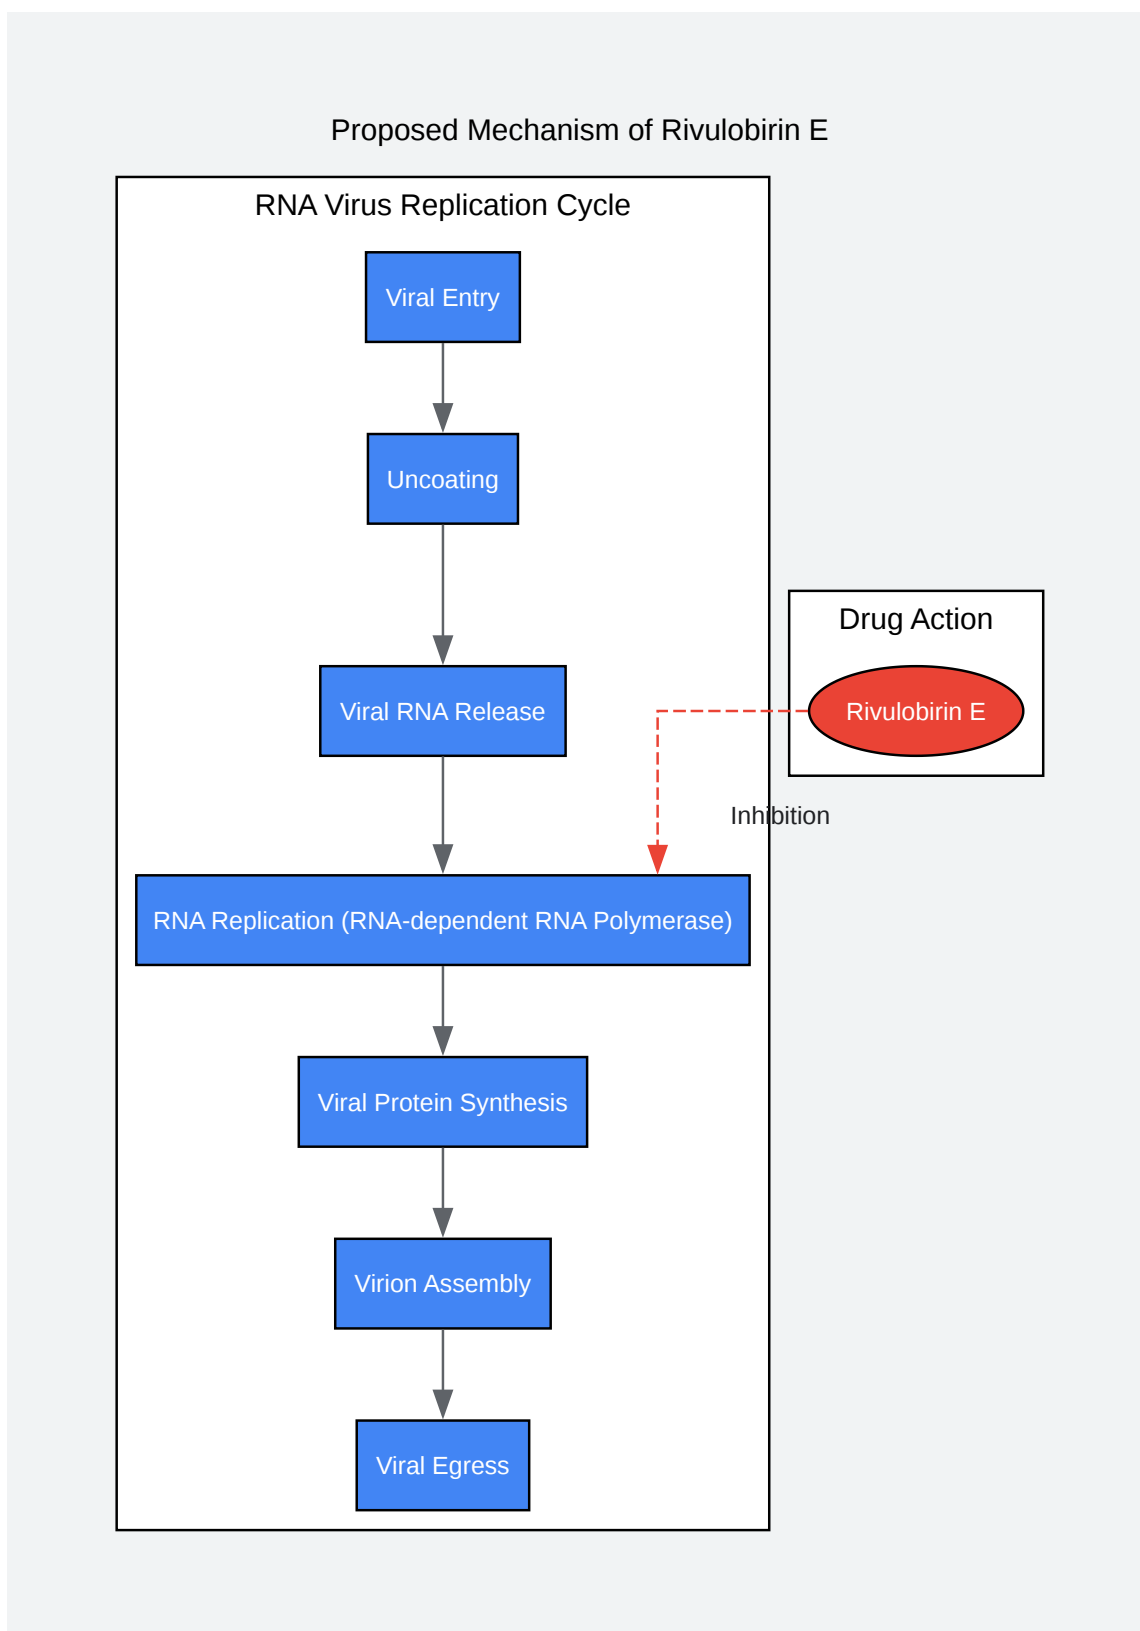 Proposed Mechanism of Rivulobirin E
RNA Virus Replication Cycle
Viral Entry
Uncoating
Drug Action
Viral RNA Release
Rivulobirin E
Inhibition
RNA Replication (RNA-dependent RNA Polymerase)
Viral Protein Synthesis
Virion Assembly
Viral Egress